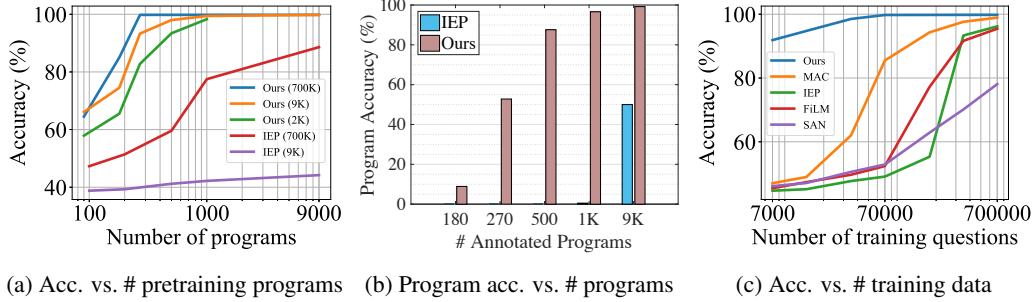 100
80
60
40
100
1000
9000
Accuracy (%)
Number of programs
Ours (700K)
Ours (9K)
Ours (2K)
IEP (700K)
IEP (9K)
(a) Acc. vs. # pretraining programs
100
80
60
40
20
0
180
270
500
1K
9K
Program Accuracy (%)
# Annotated Programs
IEP
Ours
(b) Program acc. vs. # programs
100
80
60
7000
70000
700000
Accuracy (%)
Number of training questions
Ours
MAC
IEP
FiLM
SAN
(c) Acc. vs. # training data